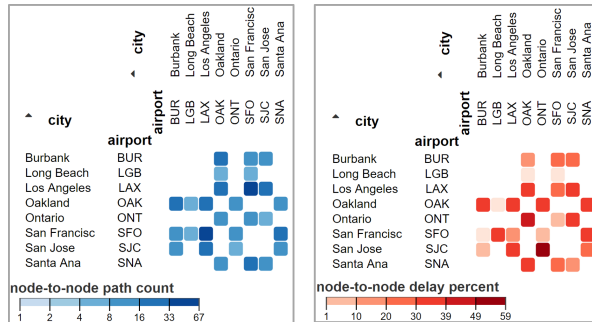 city
Burbank
Long Beach
Los Angeles
Oakland
Ontario
San Francisc
San Jose
Santa Ana
city
airport
airport
BUR
LGB
LAX
OAK
ONT
SFO
SJC
SNA
Burbank BUR
Long Beach LGB
Los Angeles LAX
Oakland OAK
Ontario ONT
San Francisc SFO
San Jose SJC
Santa Ana SNA
node-to-node path count
1 2 4 8 16 33 67
city
Burbank
Long Beach
Los Angeles
Oakland
Ontario
San Francisc
San Jose
Santa Ana
city
airport
airport
BUR
LGB
LAX
OAK
ONT
SFO
SJC
SNA
Burbank BUR
Long Beach LGB
Los Angeles LAX
Oakland OAK
Ontario ONT
San Francisc SFO
San Jose SJC
Santa Ana SNA
node-to-node delay percent
1 10 20 30 39 49 59